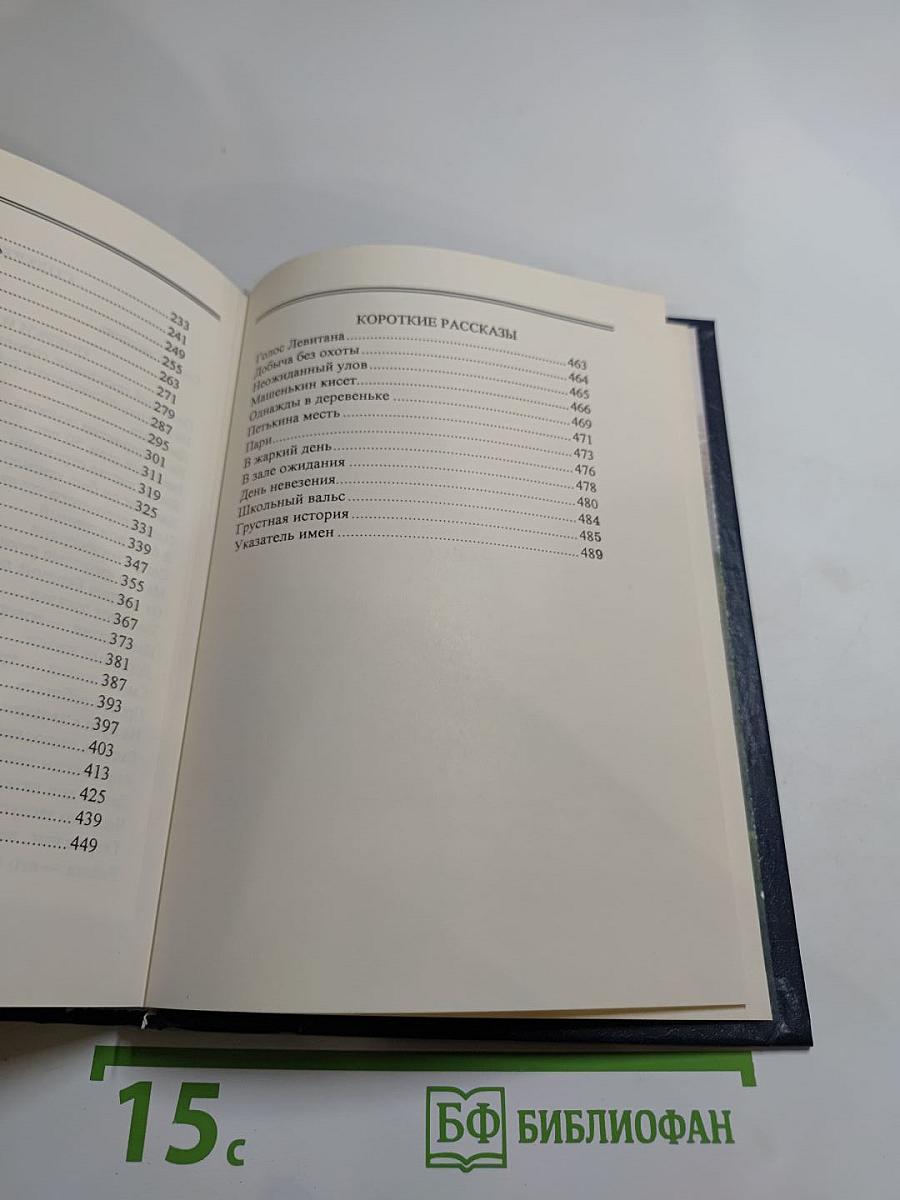 233
241
249
255
263
271
279
287
295
301
311
319
325
331
339
347
355
361
367
373
381
387
393
397
403
413
425
439
449
КОРОТКИЕ РАССКАЗЫ
Голос Левитана 463
Добыча без охоты 464
Неожиданный улов 465
Машенькин кисет 466
Однажды в деревеньке 469
Петькина месть 471
Пари 473
В жаркий день 476
В зале ожидания 478
День невезения 480
Школьный вальс 484
Грустная история 485
Указатель имен 489
15 с
БФ БИБЛИОФАН